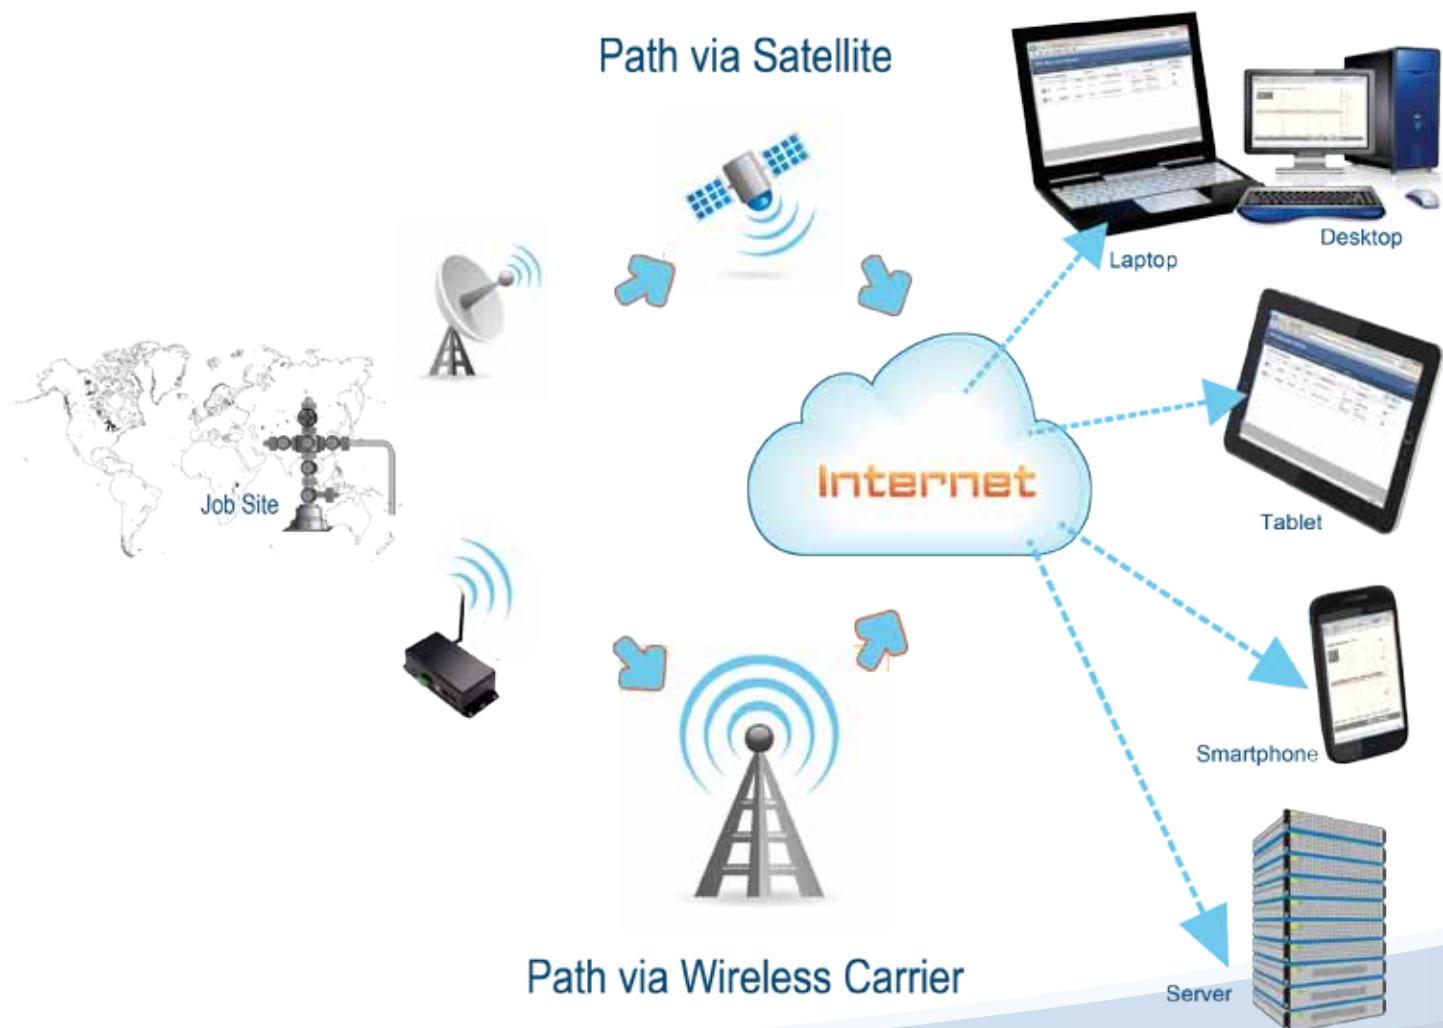 Path via Satellite
Desktop
Laptop
Job Site
Internet
Tablet
Smartphone
Path via Wireless Carrier
Server